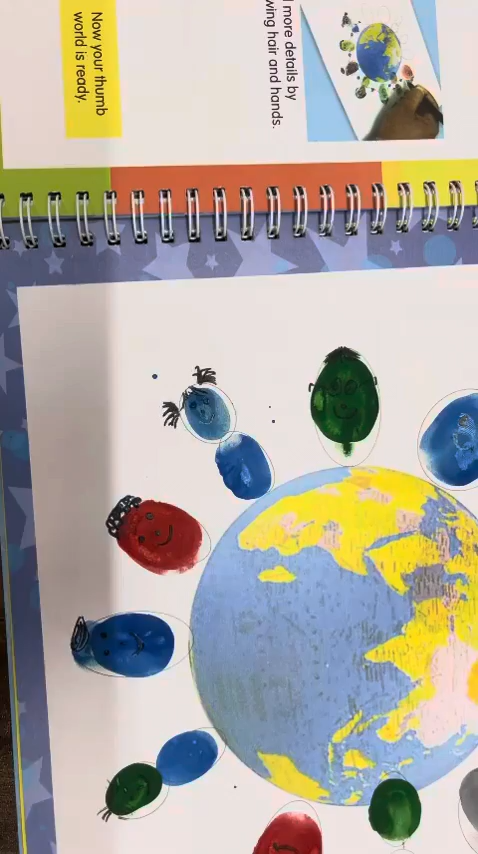 more details by
wing hair and hands.
Now your thumb
world is ready.